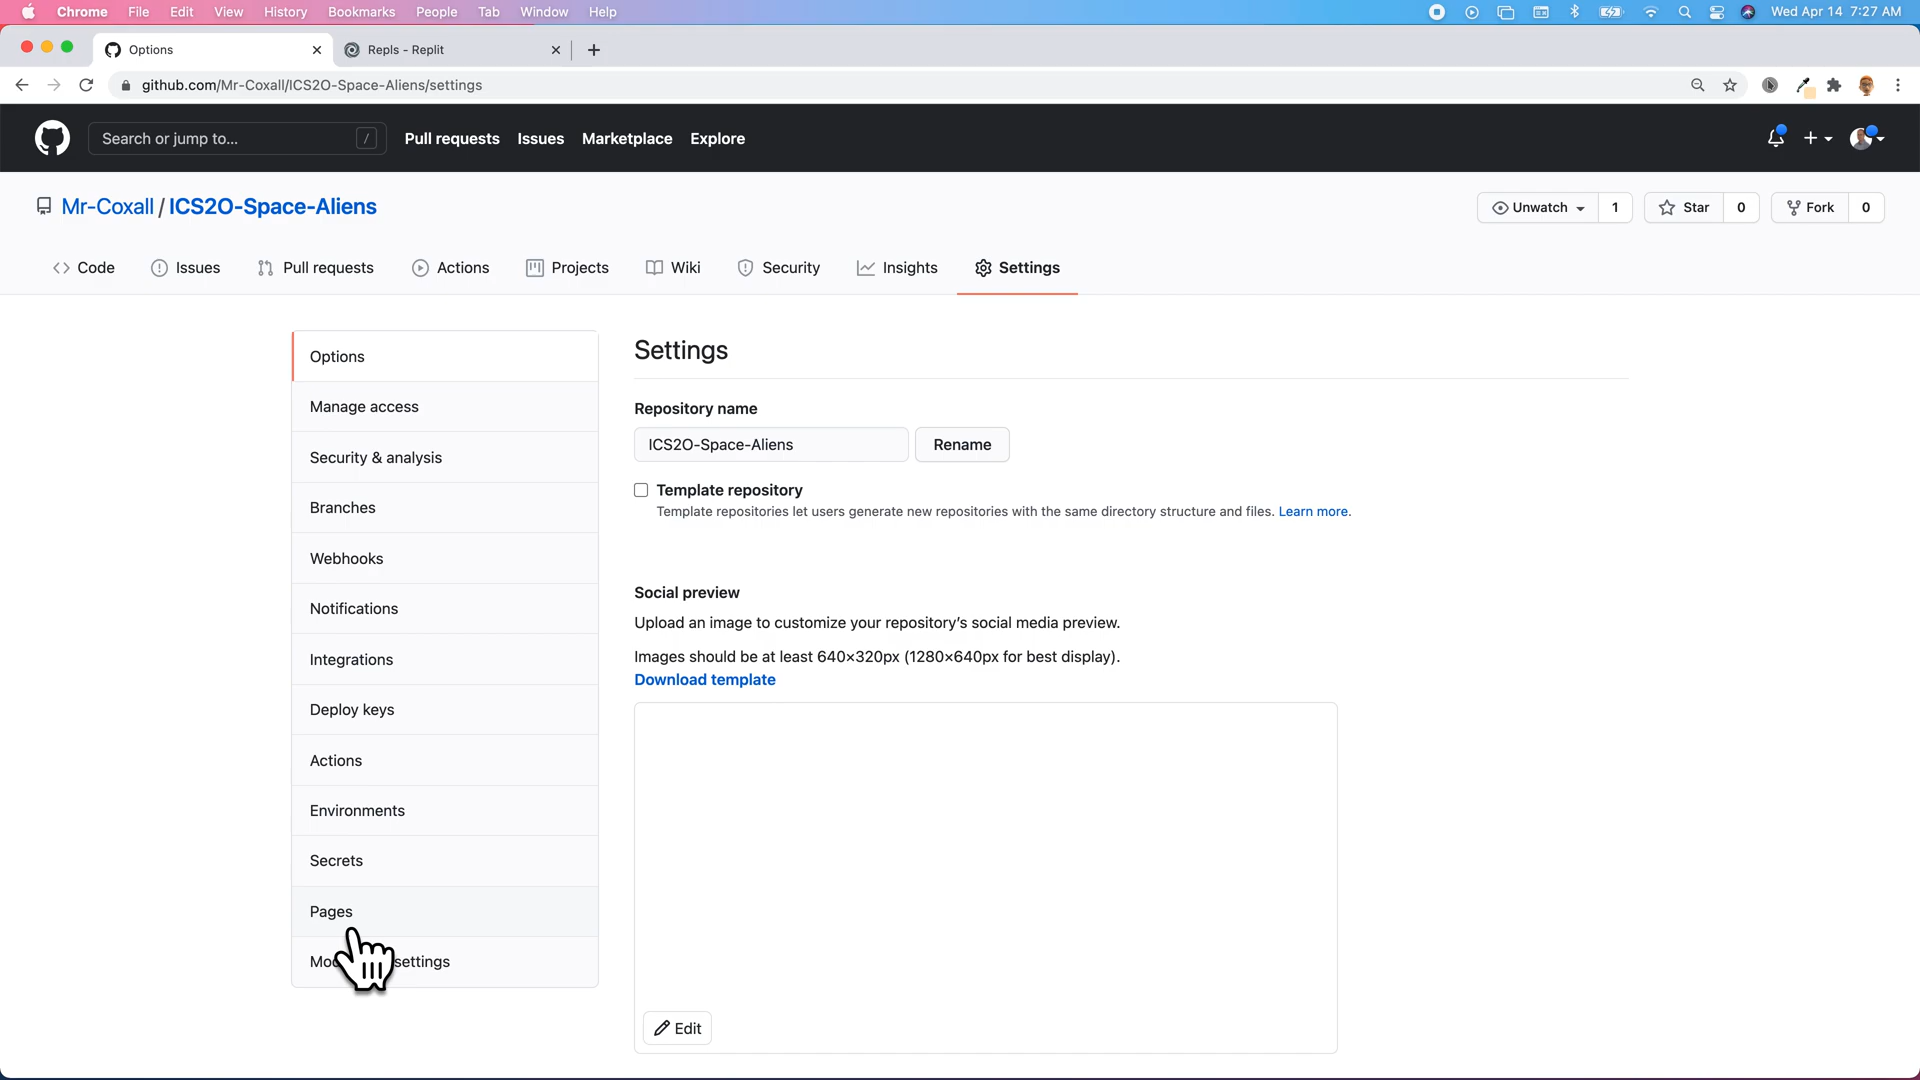 Chrome File Edit View History Bookmarks People Tab Window Help Wed Apr 14 7:27 AM
Options Repls - Replit
github.com/Mr-Coxall/ICS2O-Space-Aliens/settings
Search or jump to... / Pull requests Issues Marketplace Explore
Mr-Coxall / ICS2O-Space-Aliens Unwatch 1 Star 0 Fork 0
Code Issues Pull requests Actions Projects Wiki Security Insights Settings
Options
Manage access
Security & analysis
Branches
Webhooks
Notifications
Integrations
Deploy keys
Actions
Environments
Secrets
Pages
settings
Settings
Repository name
ICS2O-Space-Aliens Rename
Template repository
Template repositories let users generate new repositories with the same directory structure and files. Learn more.
Social preview
Upload an image to customize your repository's social media preview.
Images should be at least 640×320px (1280×640px for best display).
Download template
Edit